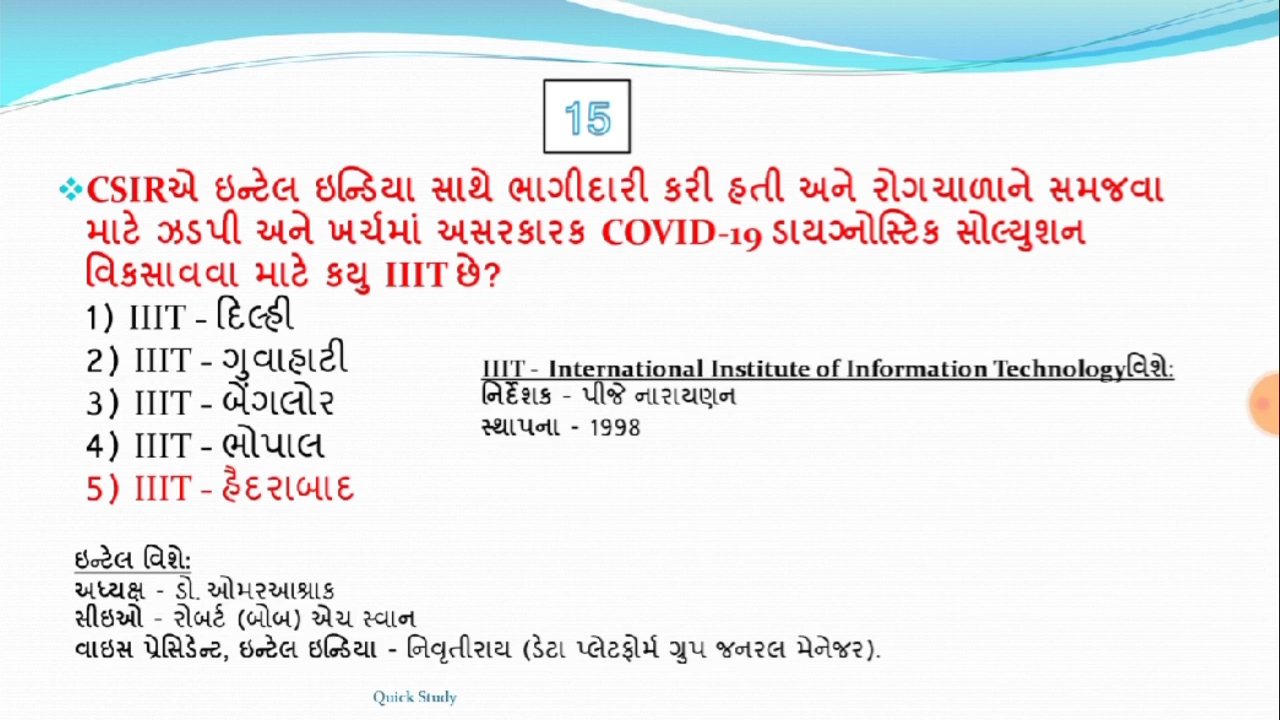 15
❖CSIRએ ઇન્ટેલ ઇન્ડિયા સાથે ભાગીદારી કરી હતી અને રોગચાળાને સમજવા
માટે ઝડપી અને ખર્ચમાં અસરકારક COVID-19 ડાયગ્નોસ્ટિક સોલ્યુશન
વિકસાવવા માટે કયુ IIIT છે?
1) IIIT - દિલ્હી
2) IIIT - ગુવાહાટી
3) IIIT - બેંગલોર
4) IIIT - ભોપાલ
5) IIIT - હૈદરાબાદ
IIIT - International Institute of Information Technologyવિશે:
નિર્દેશક - પીજે નારાયણન
સ્થાપના - 1998
ઇન્ટેલ વિશે:
અધ્યક્ષ - ડો. ઓમરઆશ્રાક
સીઇઓ - રોબર્ટ (બોબ) એચ સ્વાન
વાઇસ પ્રેસિડેન્ટ, ઇન્ટેલ ઇન્ડિયા - નિવૃતીરાય (ડેટા પ્લેટફોર્મ ગ્રુપ જનરલ મેનેજર).
Quick Study